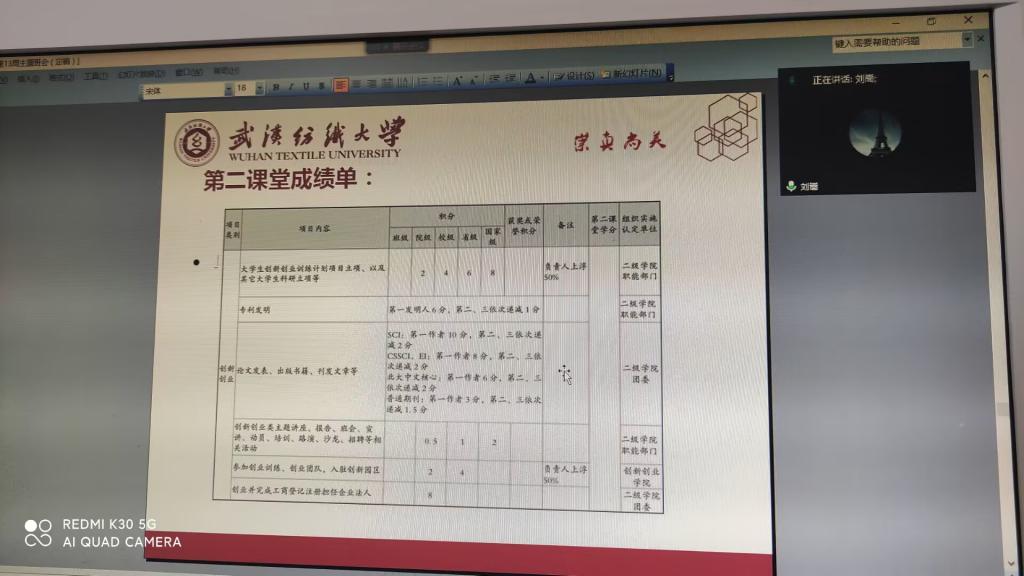 键入需要帮助的问题
宋体
18
B I U S
设计(S)
新幻灯片(N)
正在讲话: 刘蔓;
刘蔓
武汉纺织大学
WUHAN TEXTILE UNIVERSITY
崇真尚美
第二课堂成绩单：
项目类别
项目内容
积分
班级 院级 校级 省级 国家级
获奖或荣誉积分
备注
第二课堂学分
组织实施认定单位
创新创业
大学生创新创业训练计划项目立项、以及
其它大学生科研立项等
2 4 6 8
负责人上浮
50%
二级学院
职能部门
专利发明
第一发明人 6 分，第二、三依次递减 1 分
二级学院
职能部门
论文发表、出版书籍、刊发文章等
SCI：第一作者 10 分，第二、三依次递
减 2 分
CSSCI、EI：第一作者 8 分，第二、三依
次递减 2 分
北大中文核心：第一作者 6 分，第二、三
依次递减 2 分
普通期刊：第一作者 3 分，第二、三依次
递减 1.5 分
二级学院
团委
创新创业类主题讲座、报告、班会、宣
讲、动员、培训、路演、沙龙、招聘等相
关活动
0.5 1 2
二级学院
职能部门
参加创业训练、创业团队，入驻创新园区
2 4
负责人上浮
50%
创新创业
学院
创业并完成工商登记注册担任企业法人
8
二级学院
团委
REDMI K30 5G
AI QUAD CAMERA